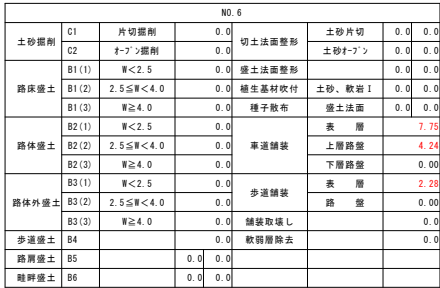 NO.6
土砂掘削 C1 片切掘削 0.0 切土法面整形 土砂片切 0.0 0.0
C2 オープン掘削 0.0 土砂オープン 0.0 0.0
路床盛土 B1(1) W<2.5 0.0 盛土法面整形 0.0 0.0
B1(2) 2.5≦W<4.0 0.0 植生基材吹付 土砂、軟岩Ⅰ 0.0 0.0
B1(3) W≧4.0 0.0 種子散布 盛土法面 0.0 0.0
路体盛土 B2(1) W<2.5 0.0 車道舗装 表 層 7.75
B2(2) 2.5≦W<4.0 0.0 上層路盤 4.24
B2(3) W≧4.0 0.0 下層路盤 0.00
路体外盛土 B3(1) W<2.5 0.0 歩道舗装 表 層 2.28
B3(2) 2.5≦W<4.0 0.0 路 盤 0.00
B3(3) W≧4.0 0.0 舗装取壊し 0.0
歩道盛土 B4 0.0 軟弱層除去 0.0
路肩盛土 B5 0.0 0.0
畦畔盛土 B6 0.0 0.0